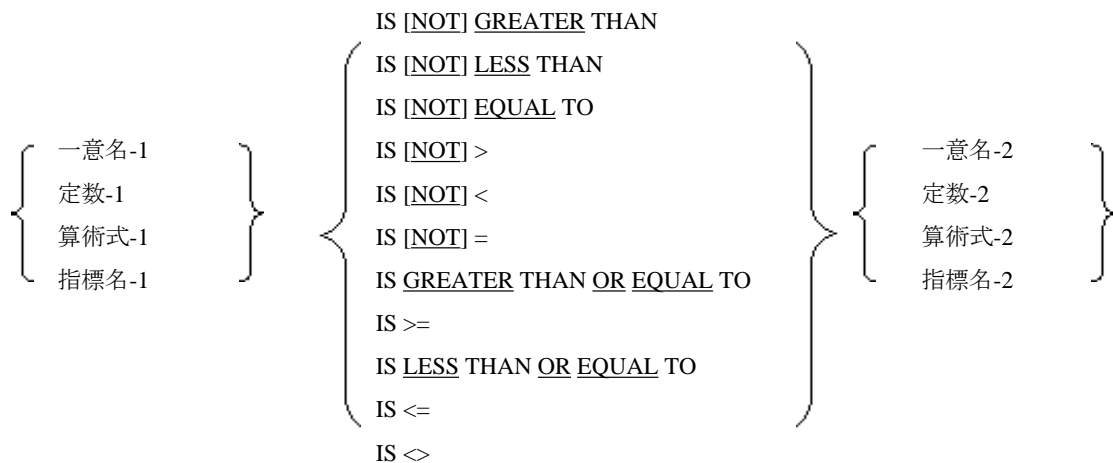 IS [NOT] GREATER THAN
IS [NOT] LESS THAN
IS [NOT] EQUAL TO
一意名-1 IS [NOT] > 一意名-2
定数-1 IS [NOT] < 定数-2
算術式-1 IS [NOT] = 算術式-2
指標名-1 IS GREATER THAN OR EQUAL TO 指標名-2
IS >=
IS LESS THAN OR EQUAL TO
IS <=
IS <>